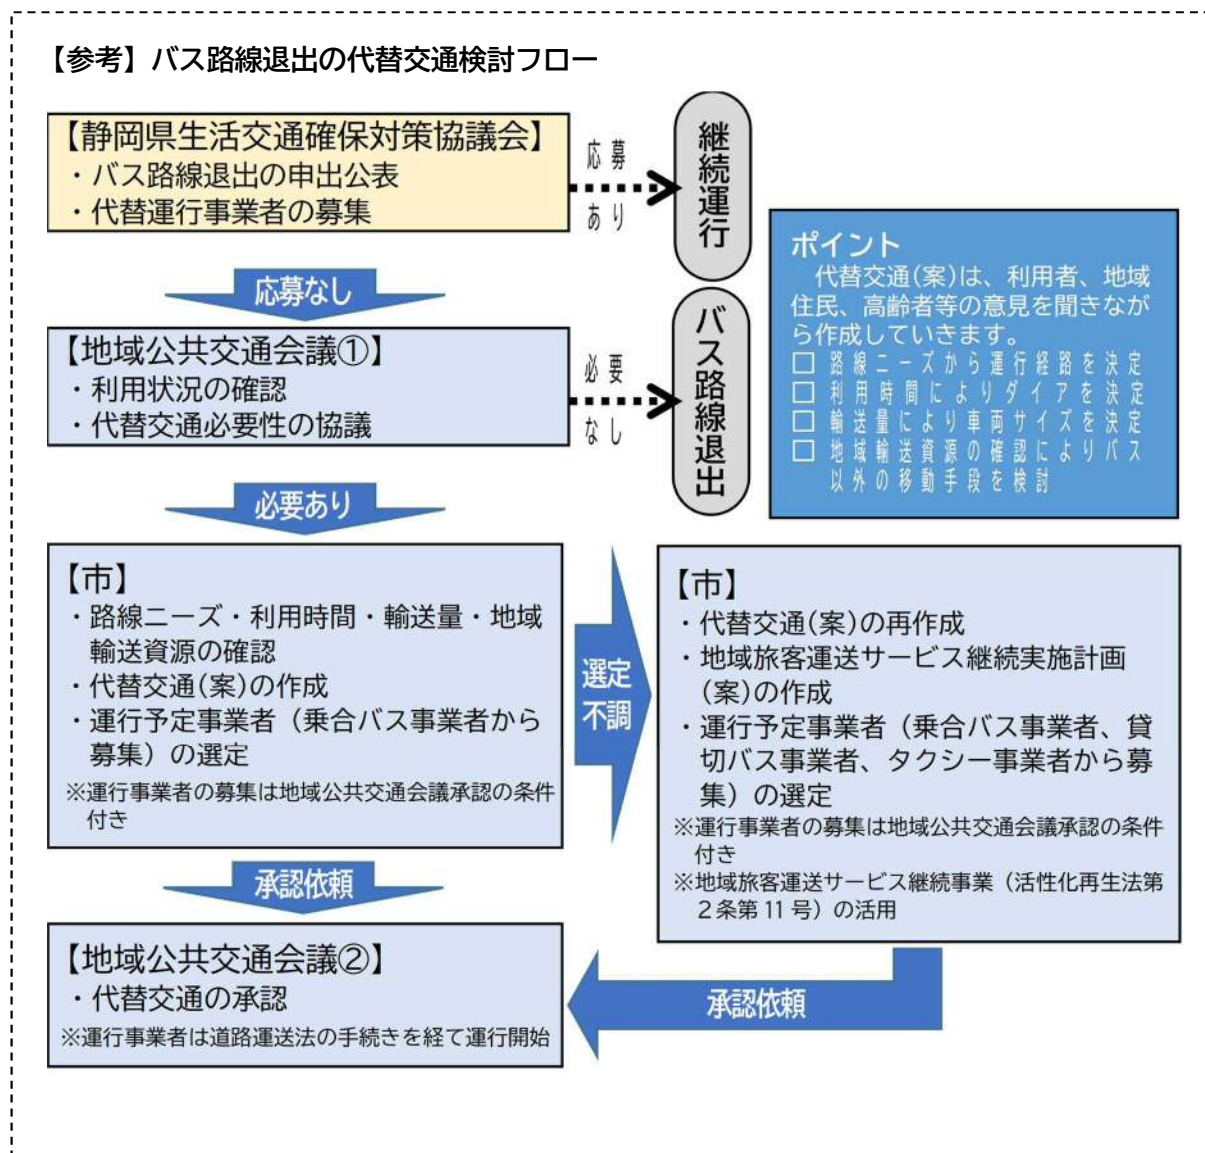 【参考】バス路線退出の代替交通検討フロー
【静岡県生活交通確保対策協議会】
・バス路線退出の申出公表
・代替運行事業者の募集
応募
あり
継続運行
応募なし
【地域公共交通会議①】
・利用状況の確認
・代替交通必要性の協議
必要
なし
バス路線退出
ポイント
代替交通(案)は、利用者、地域
住民、高齢者等の意見を聞きなが
ら作成していきます。
□ 路線ニーズから運行経路を決定
□ 利用時間によりダイアを決定
□ 輸送量により車両サイズを決定
□ 地域輸送資源の確認によりバス
以外の移動手段を検討
必要あり
【市】
・路線ニーズ・利用時間・輸送量・地域
輸送資源の確認
・代替交通(案)の作成
・運行予定事業者（乗合バス事業者から
募集）の選定
※運行事業者の募集は地域公共交通会議承認の条件
付き
選定
不調
【市】
・代替交通(案)の再作成
・地域旅客運送サービス継続実施計画
(案)の作成
・運行予定事業者（乗合バス事業者、貸
切バス事業者、タクシー事業者から募
集）の選定
※運行事業者の募集は地域公共交通会議承認の条件
付き
※地域旅客運送サービス継続事業（活性化再生法第
２条第 11 号）の活用
承認依頼
【地域公共交通会議②】
・代替交通の承認
※運行事業者は道路運送法の手続きを経て運行開始
承認依頼